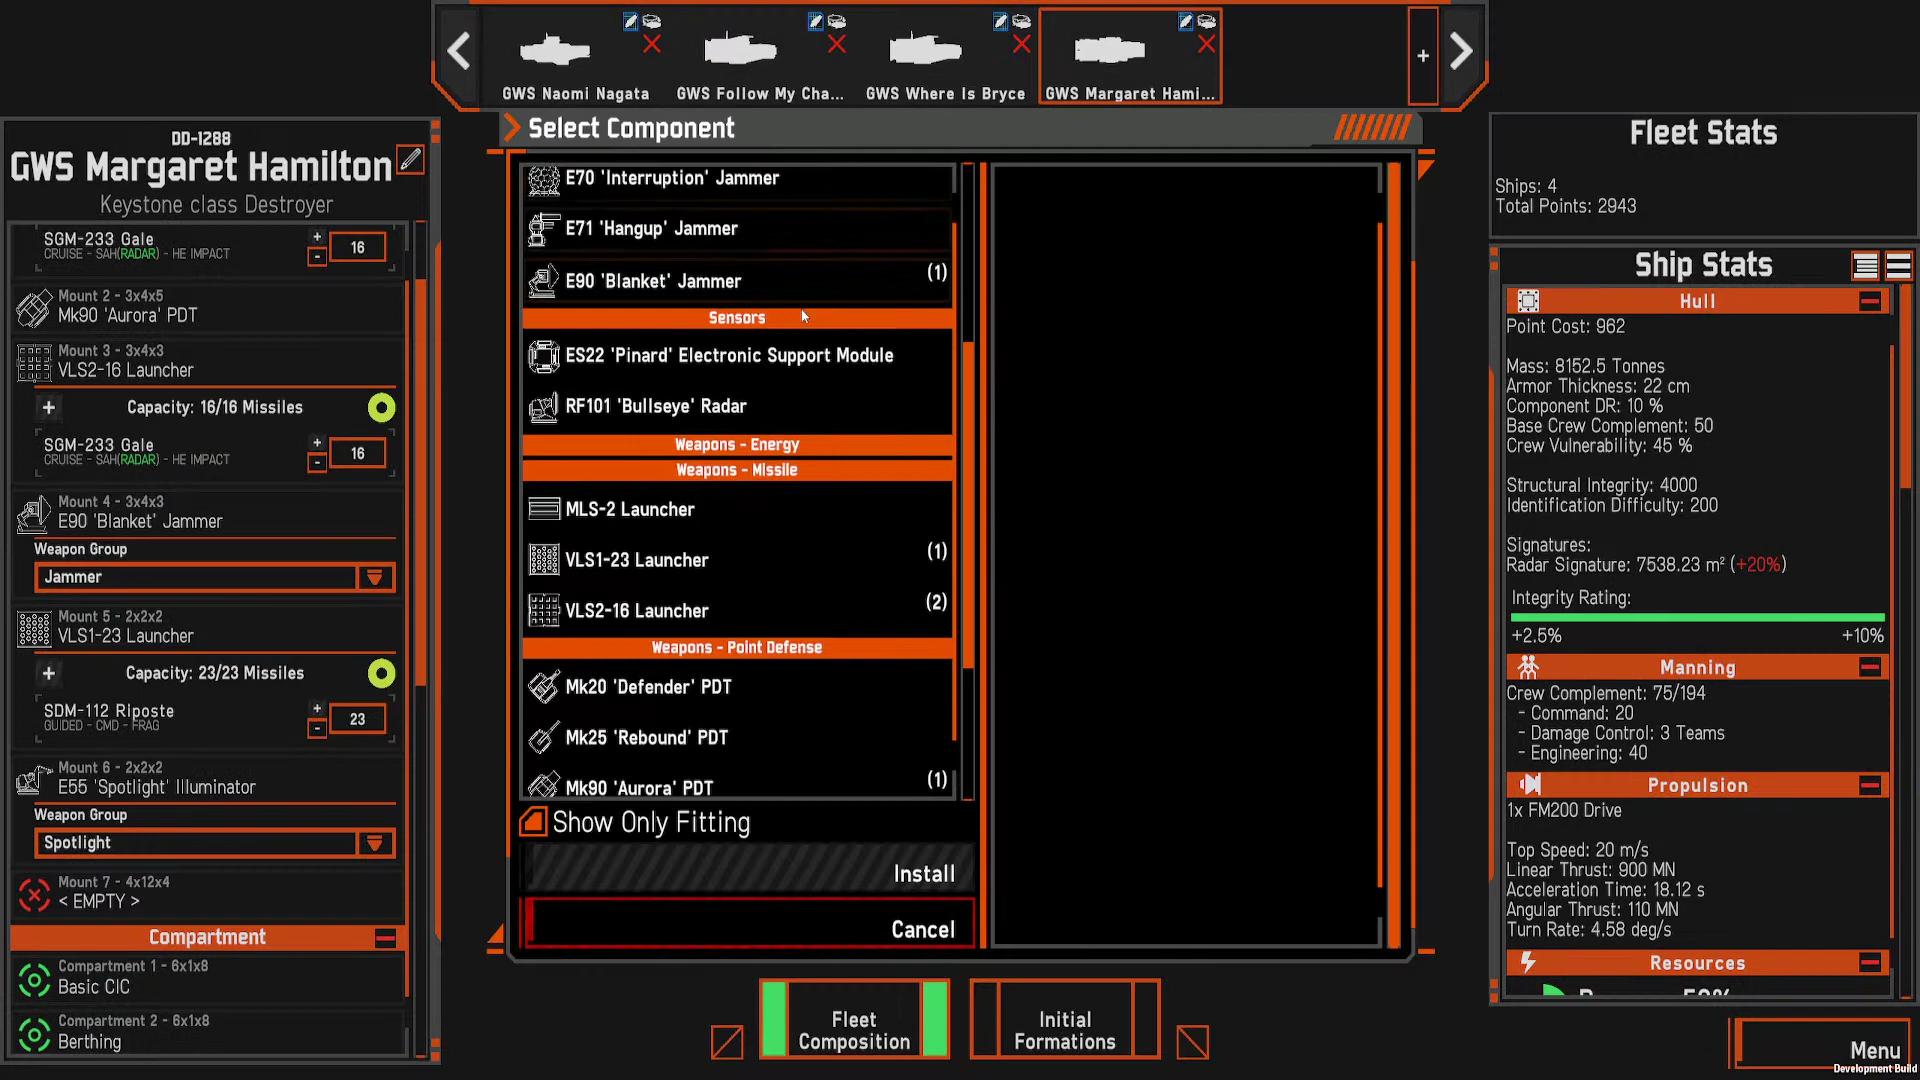 GWS Naomi Nagata
GWS Follow My Cha...
GWS Where Is Bryce
GWS Margaret Hami...
+
DD-1288
GWS Margaret Hamilton
Keystone class Destroyer
SGM-233 Gale
CRUISE - SAH(RADAR) - HE IMPACT
+
-
16
Mount 2 - 3x4x5
Mk90 'Aurora' PDT
Mount 3 - 3x4x3
VLS2-16 Launcher
+
Capacity: 16/16 Missiles
SGM-233 Gale
CRUISE - SAH(RADAR) - HE IMPACT
+
-
16
Mount 4 - 3x4x3
E90 'Blanket' Jammer
Weapon Group
Jammer
Mount 5 - 2x2x2
VLS1-23 Launcher
+
Capacity: 23/23 Missiles
SDM-112 Riposte
GUIDED - CMD - FRAG
+
-
23
Mount 6 - 2x2x2
E55 'Spotlight' Illuminator
Weapon Group
Spotlight
Mount 7 - 4x12x4
< EMPTY >
Compartment
Compartment 1 - 6x1x8
Basic CIC
Compartment 2 - 6x1x8
Berthing
Select Component
E70 'Interruption' Jammer
E71 'Hangup' Jammer
E90 'Blanket' Jammer (1)
Sensors
ES22 'Pinard' Electronic Support Module
RF101 'Bullseye' Radar
Weapons - Energy
Weapons - Missile
MLS-2 Launcher
VLS1-23 Launcher (1)
VLS2-16 Launcher (2)
Weapons - Point Defense
Mk20 'Defender' PDT
Mk25 'Rebound' PDT
Mk90 'Aurora' PDT (1)
Show Only Fitting
Install
Cancel
Fleet
Composition
Initial
Formations
Fleet Stats
Ships: 4
Total Points: 2943
Ship Stats
Hull
Point Cost: 962
Mass: 8152.5 Tonnes
Armor Thickness: 22 cm
Component DR: 10 %
Base Crew Complement: 50
Crew Vulnerability: 45 %
Structural Integrity: 4000
Identification Difficulty: 200
Signatures:
Radar Signature: 7538.23 m² (+20%)
Integrity Rating:
+2.5% +10%
Manning
Crew Complement: 75/194
- Command: 20
- Damage Control: 3 Teams
- Engineering: 40
Propulsion
1x FM200 Drive
Top Speed: 20 m/s
Linear Thrust: 900 MN
Acceleration Time: 18.12 s
Angular Thrust: 110 MN
Turn Rate: 4.58 deg/s
Resources
Menu
Development Build